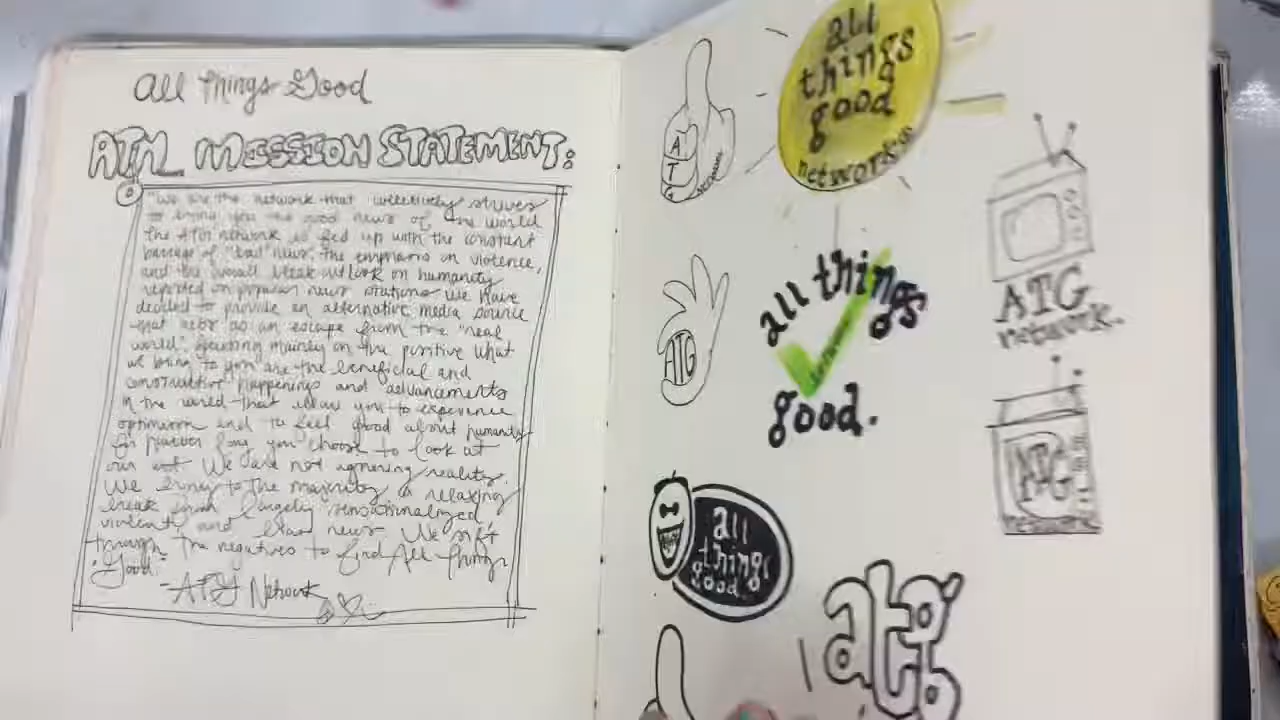 All Things Good
ATN MISSION STATEMENT:
"We are the network that collectively strives
to bring you the good news of the world
The ATG network is fed up with the constant
barrage of "bad news", the emphasis on violence,
and the overall bleak outlook on humanity
reported on popular news stations. We have
decided to provide an alternative media source
that acts as an escape from the "real
world". focusing mainly on the positive what
we bring to you are the beneficial and
constructive happenings and advancements
in the world that allow you to experience
optimism and to feel good about humanity
for however long you choose to look at
our We are not ignoring reality.
We bring to the majority a relaxing
break from largely sensationalized
violent, and news. We sift
through the negatives to find All Things
Good."
-ATG Network
all
things
good
network
A
T
G
network
ATG
network.
all things
network
good.
ATG
ATG
network
all
things
good.
atg